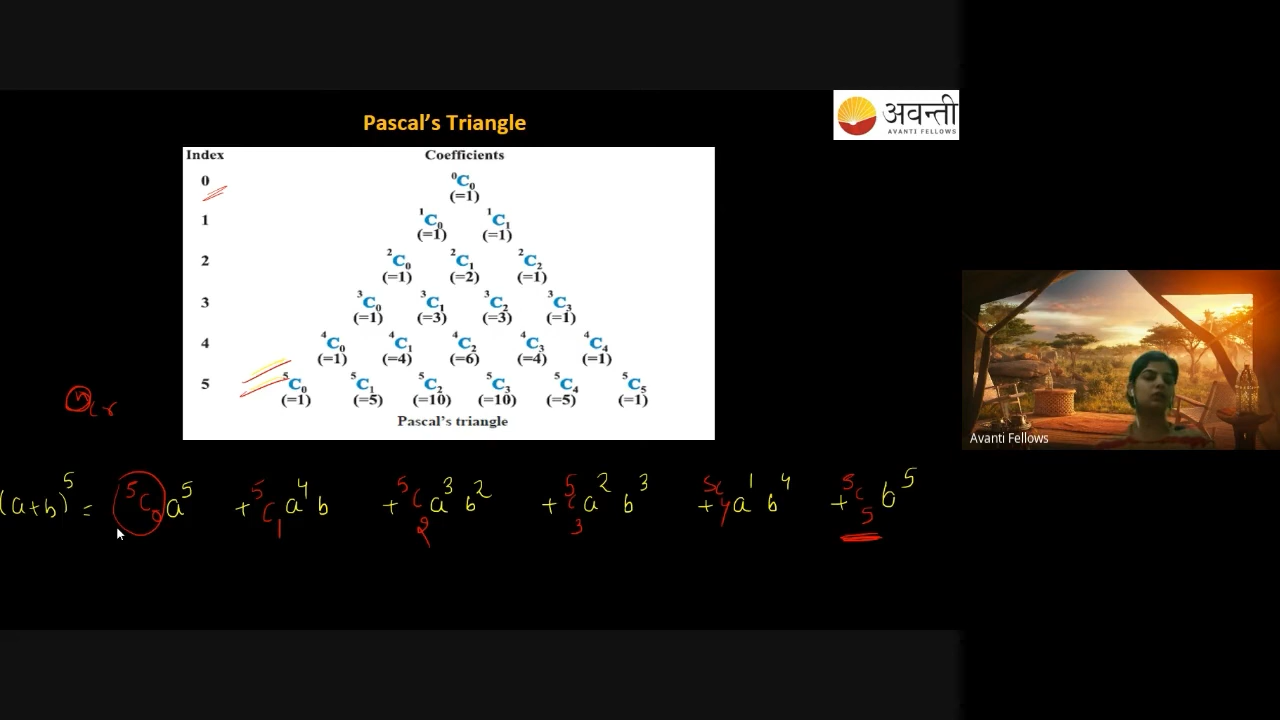 Pascal's Triangle
अवन्ती
AVANTI FELLOWS
Index Coefficients
0 ⁰C₀
(=1)
1 ¹C₀ ¹C₁
(=1) (=1)
2 ²C₀ ²C₁ ²C₂
(=1) (=2) (=1)
3 ³C₀ ³C₁ ³C₂ ³C₃
(=1) (=3) (=3) (=1)
4 ⁴C₀ ⁴C₁ ⁴C₂ ⁴C₃ ⁴C₄
(=1) (=4) (=6) (=4) (=1)
5 ⁵C₀ ⁵C₁ ⁵C₂ ⁵C₃ ⁵C₄ ⁵C₅
(=1) (=5) (=10) (=10) (=5) (=1)
Pascal's triangle
ⁿCᵣ
Avanti Fellows
(a+b)⁵ = ⁵C₀a⁵ + ⁵C₁a⁴b + ⁵C₂a³b² + ⁵C₃a²b³ + ⁵C₄a¹b⁴ + ⁵C₅b⁵